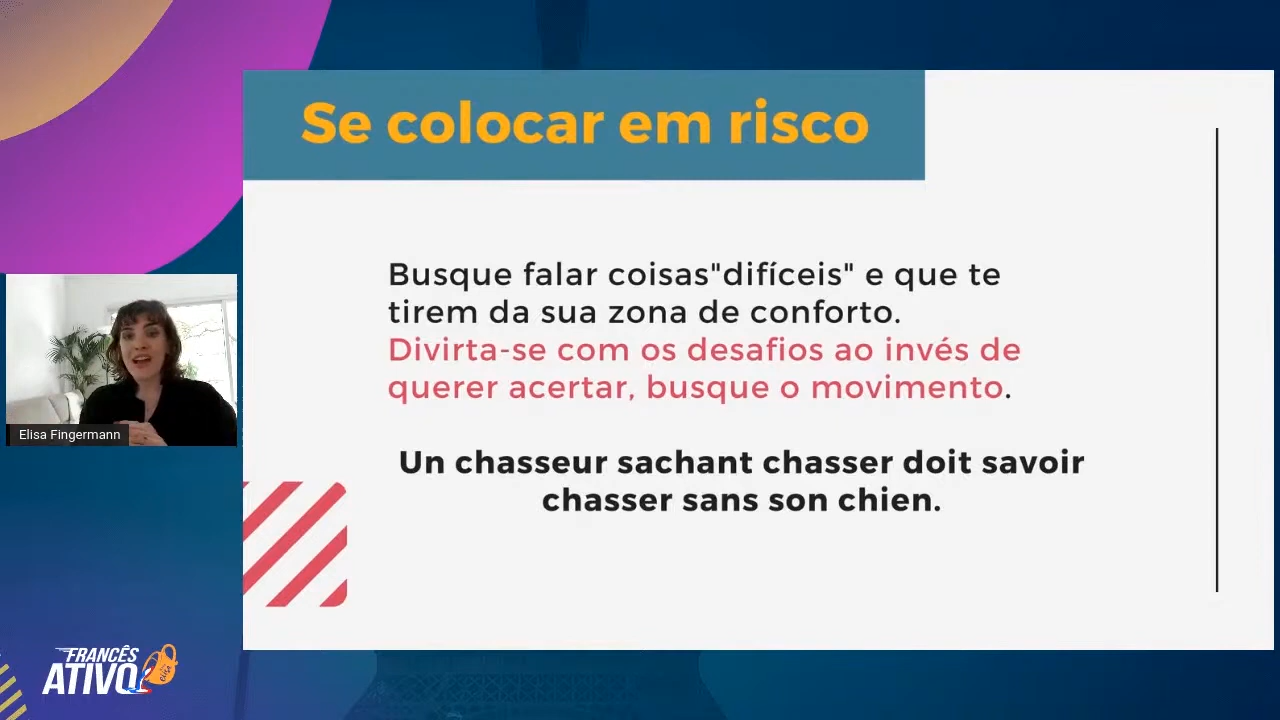 Se colocar em risco
Busque falar coisas"difíceis" e que te
tirem da sua zona de conforto.
Divirta-se com os desafios ao invés de
querer acertar, busque o movimento.
Un chasseur sachant chasser doit savoir
chasser sans son chien.
Elisa Fingermann
FRANCÊS
ATIVO